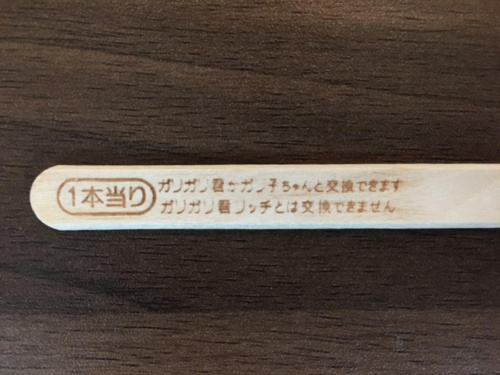 1本当り
ガリガリ君かガリ子ちゃんと交換できます
ガリガリ君リッチとは交換できません